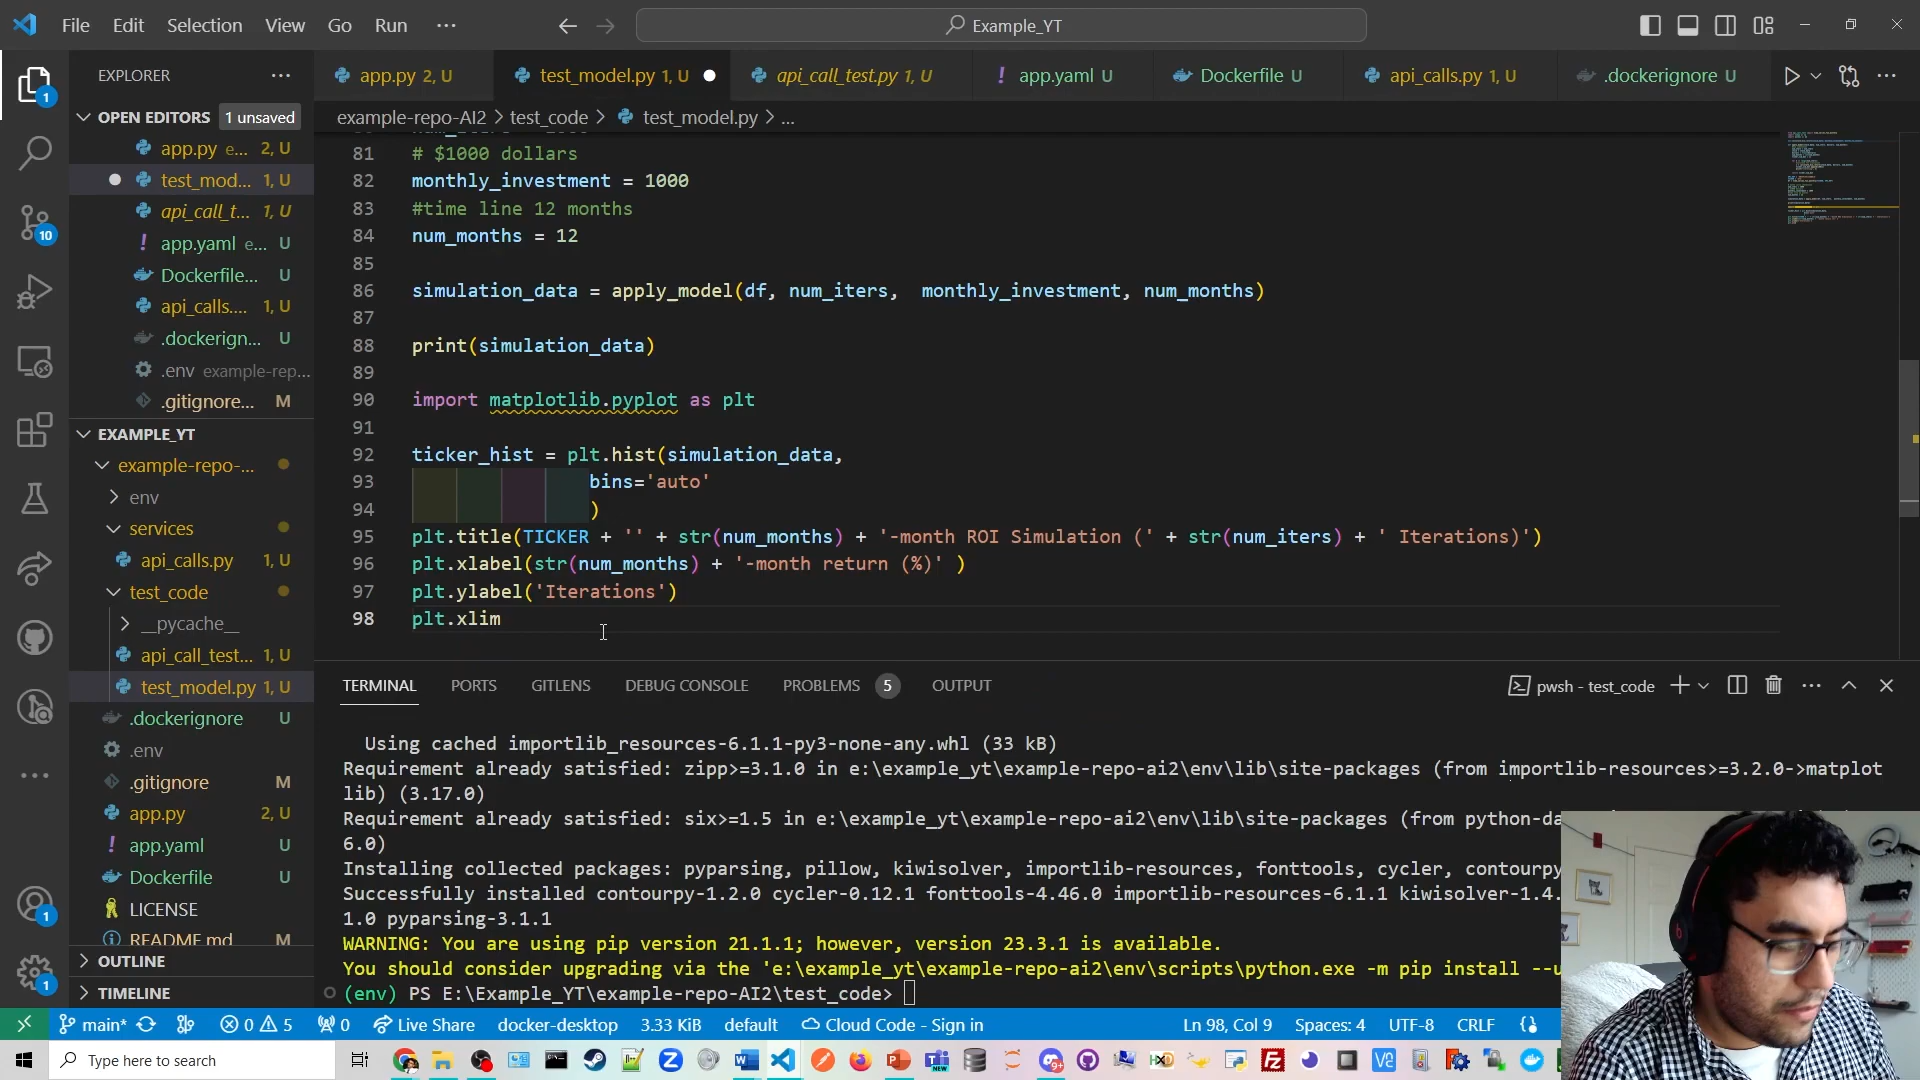 File Edit Selection View Go Run ···
Example_YT
EXPLORER
app.py 2, U
test_model.py 1, U
api_call_test.py 1, U
app.yaml U
Dockerfile U
api_calls.py 1, U
.dockerignore U
OPEN EDITORS 1 unsaved
example-repo-AI2 > test_code > test_model.py > ...
app.py e... 2, U
test_mod... 1, U
api_call_t... 1, U
app.yaml e... U
Dockerfile... U
api_calls.... 1, U
.dockerign... U
.env example-rep...
.gitignore... M
EXAMPLE_YT
example-repo-...
env
services
api_calls.py 1, U
test_code
__pycache__
api_call_test... 1, U
test_model.py 1, U
.dockerignore U
.env
.gitignore M
app.py 2, U
app.yaml U
Dockerfile U
LICENSE
README.md M
OUTLINE
TIMELINE
81 # $1000 dollars
82 monthly_investment = 1000
83 #time line 12 months
84 num_months = 12
85
86 simulation_data = apply_model(df, num_iters,  monthly_investment, num_months)
87
88 print(simulation_data)
89
90 import matplotlib.pyplot as plt
91
92 ticker_hist = plt.hist(simulation_data,
93 bins='auto'
94 )
95 plt.title(TICKER + '' + str(num_months) + '-month ROI Simulation (' + str(num_iters) + ' Iterations)')
96 plt.xlabel(str(num_months) + '-month return (%)' )
97 plt.ylabel('Iterations')
98 plt.xlim
TERMINAL PORTS GITLENS DEBUG CONSOLE PROBLEMS 5 OUTPUT
pwsh - test_code
Using cached importlib_resources-6.1.1-py3-none-any.whl (33 kB)
Requirement already satisfied: zipp>=3.1.0 in e:\example_yt\example-repo-ai2\env\lib\site-packages (from importlib-resources>=3.2.0->matplot
lib) (3.17.0)
Requirement already satisfied: six>=1.5 in e:\example_yt\example-repo-ai2\env\lib\site-packages (from python-da
6.0)
Installing collected packages: pyparsing, pillow, kiwisolver, importlib-resources, fonttools, cycler, contourpy
Successfully installed contourpy-1.2.0 cycler-0.12.1 fonttools-4.46.0 importlib-resources-6.1.1 kiwisolver-1.4.
1.0 pyparsing-3.1.1
WARNING: You are using pip version 21.1.1; however, version 23.3.1 is available.
You should consider upgrading via the 'e:\example_yt\example-repo-ai2\env\scripts\python.exe -m pip install --u
(env) PS E:\Example_YT\example-repo-AI2\test_code>
main* 0 5 0 Live Share docker-desktop 3.33 KiB default Cloud Code - Sign in
Ln 98, Col 9 Spaces: 4 UTF-8 CRLF
Type here to search